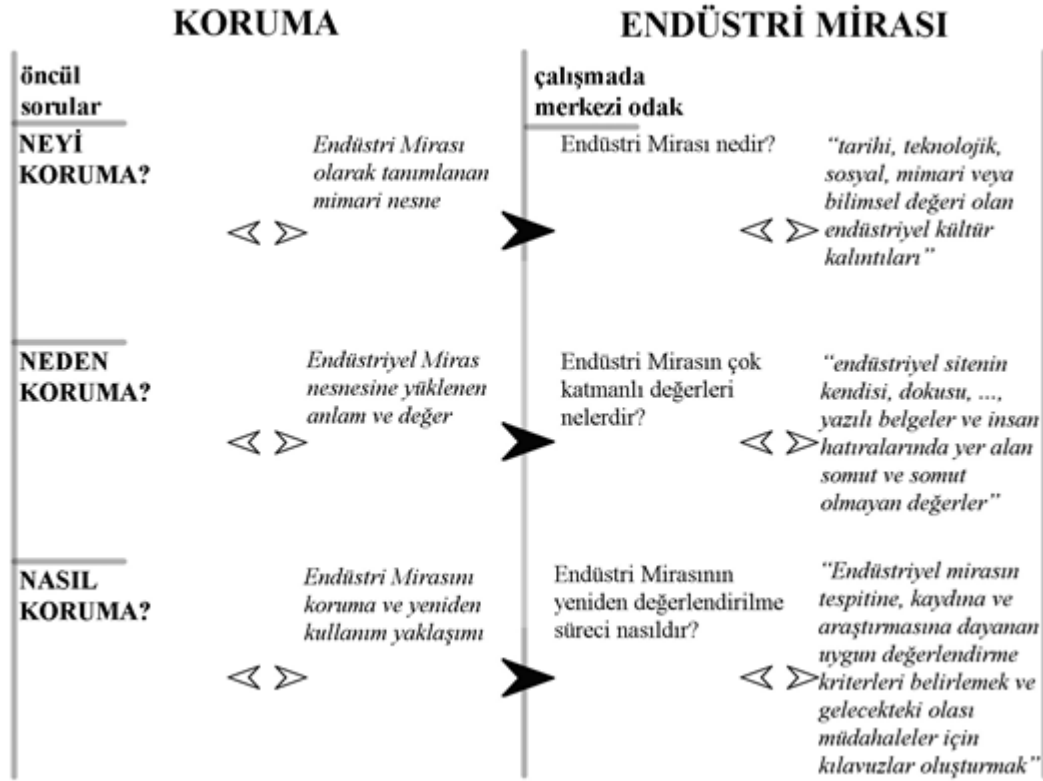 KORUMA
ENDÜSTRİ MİRASI
öncül
sorular
çalışmada
merkezi odak
NEYİ
KORUMA?
Endüstri Mirası
olarak tanımlanan
mimari nesne
Endüstri Mirası nedir?
“tarihi, teknolojik,
sosyal, mimari veya
bilimsel değeri olan
endüstriyel kültür
kalıntıları”
NEDEN
KORUMA?
Endüstriyel Miras
nesnesine yüklenen
anlam ve değer
Endüstri Mirasın çok
katmanlı değerleri
nelerdir?
“endüstriyel sitenin
kendisi, dokusu, ...,
yazılı belgeler ve insan
hatıralarında yer alan
somut ve somut
olmayan değerler”
NASIL
KORUMA?
Endüstri Mirasını
koruma ve yeniden
kullanım yaklaşımı
Endüstri Mirasının
yeniden değerlendirilme
süreci nasıldır?
“Endüstriyel mirasın
tespitine, kaydına ve
araştırmasına dayanan
uygun değerlendirme
kriterleri belirlemek ve
gelecekteki olası
müdahaleler için
kılavuzlar oluşturmak”